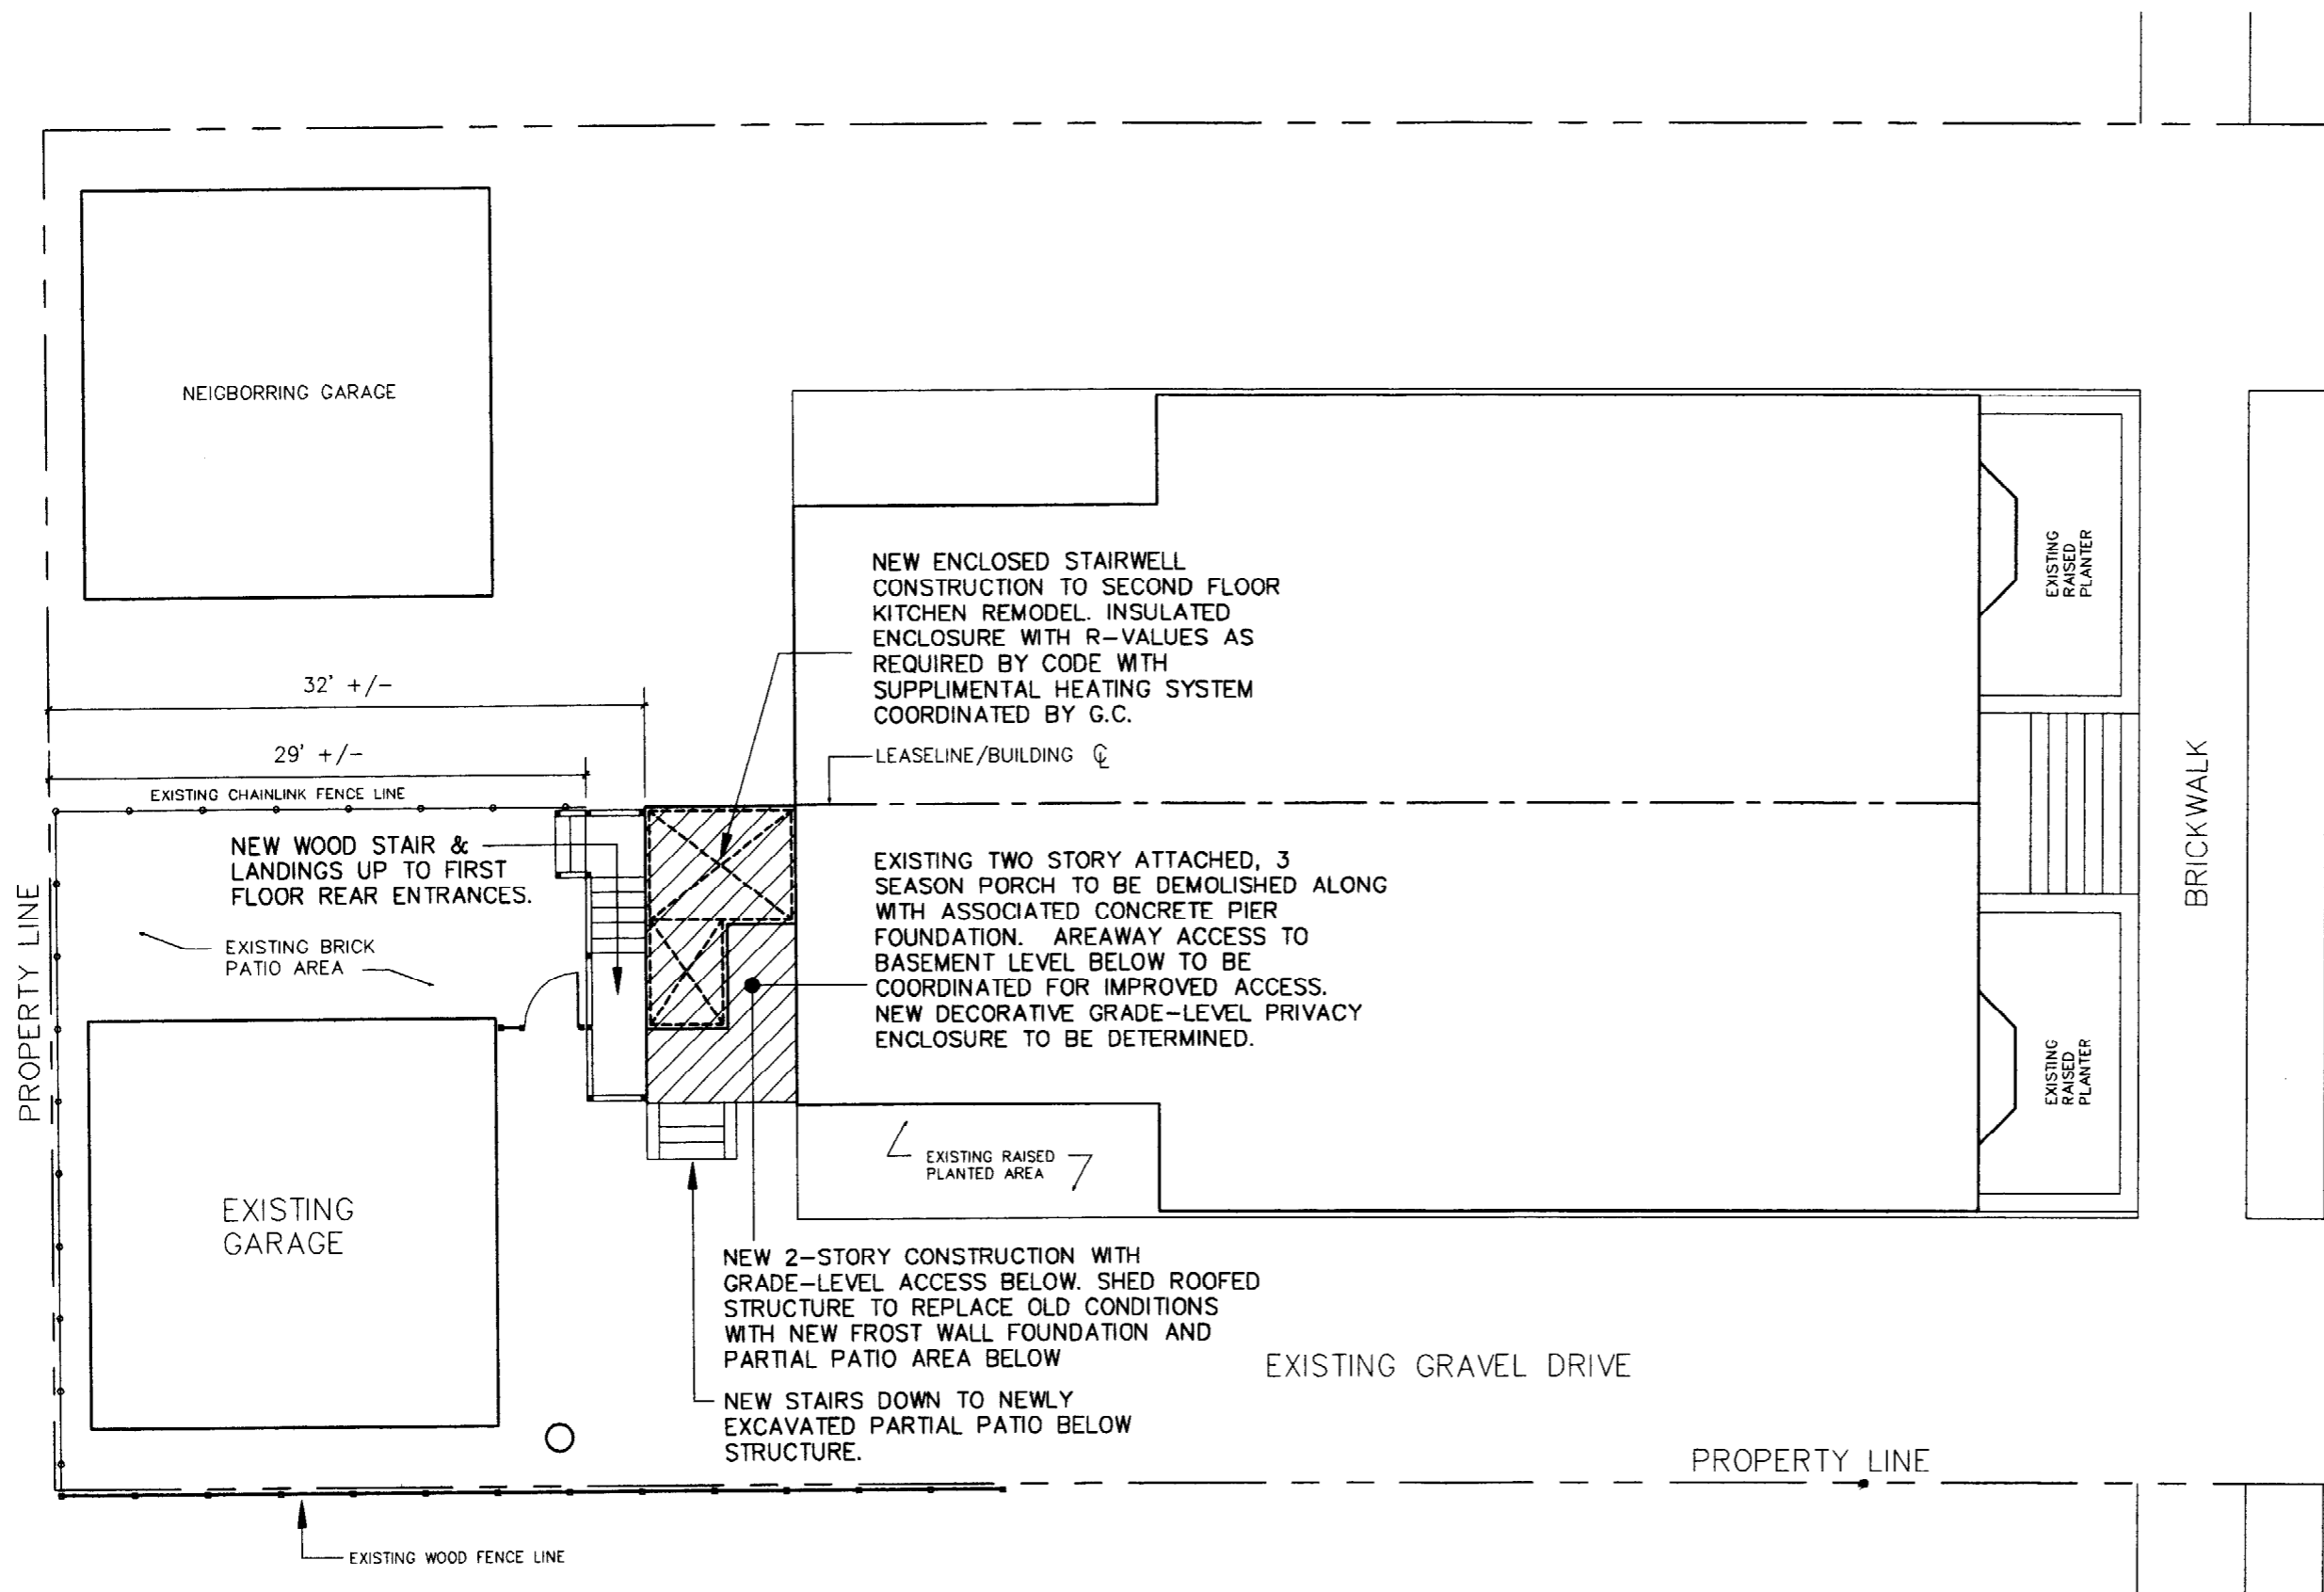 NEIGBORRING GARAGE
NEW ENCLOSED STAIRWELL
CONSTRUCTION TO SECOND FLOOR
KITCHEN REMODEL. INSULATED
ENCLOSURE WITH R-VALUES AS
REQUIRED BY CODE WITH
SUPPLIMENTAL HEATING SYSTEM
COORDINATED BY G.C.
EXISTING
RAISED
PLANTER
32' +/-
29' +/-
LEASELINE/BUILDING ℄
EXISTING CHAINLINK FENCE LINE
BRICKWALK
NEW WOOD STAIR &
LANDINGS UP TO FIRST
FLOOR REAR ENTRANCES.
EXISTING TWO STORY ATTACHED, 3
SEASON PORCH TO BE DEMOLISHED ALONG
WITH ASSOCIATED CONCRETE PIER
FOUNDATION. AREAWAY ACCESS TO
BASEMENT LEVEL BELOW TO BE
COORDINATED FOR IMPROVED ACCESS.
NEW DECORATIVE GRADE-LEVEL PRIVACY
ENCLOSURE TO BE DETERMINED.
PROPERTY LINE
EXISTING BRICK
PATIO AREA
EXISTING
RAISED
PLANTER
EXISTING RAISED
PLANTED AREA
EXISTING
GARAGE
NEW 2-STORY CONSTRUCTION WITH
GRADE-LEVEL ACCESS BELOW. SHED ROOFED
STRUCTURE TO REPLACE OLD CONDITIONS
WITH NEW FROST WALL FOUNDATION AND
PARTIAL PATIO AREA BELOW
EXISTING GRAVEL DRIVE
NEW STAIRS DOWN TO NEWLY
EXCAVATED PARTIAL PATIO BELOW
STRUCTURE.
PROPERTY LINE
EXISTING WOOD FENCE LINE